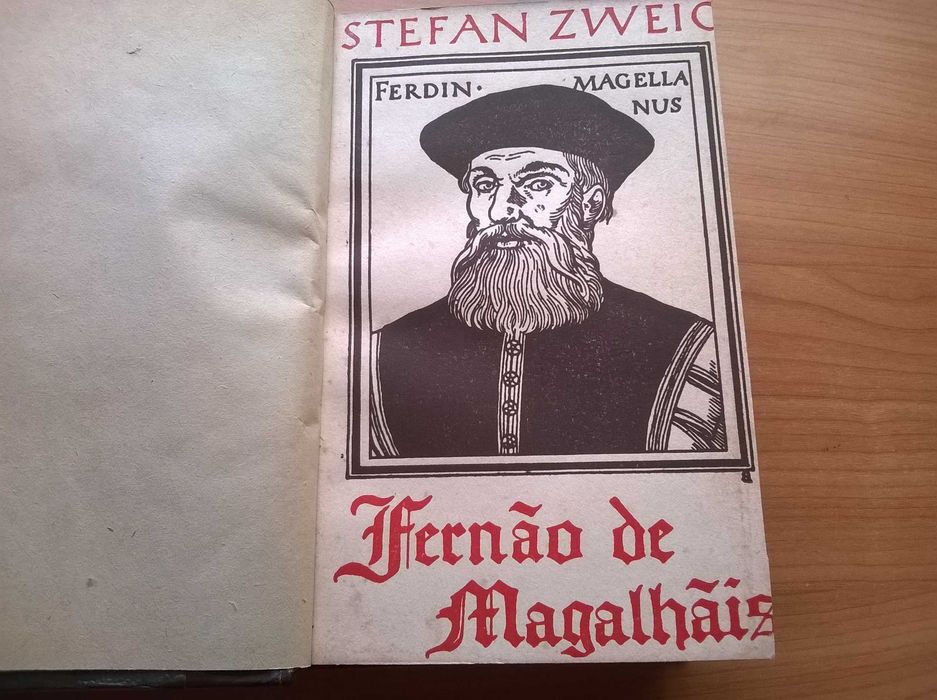 STEFAN ZWEIG
FERDIN · MAGELLA
NUS
Fernão de
Magalhãis